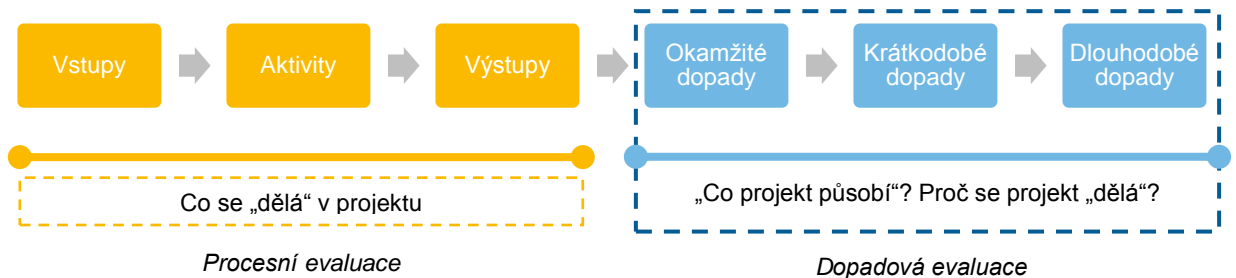 Vstupy
Aktivity
Výstupy
Okamžité
dopady
Krátkodobé
dopady
Dlouhodobé
dopady
Co se „dělá“ v projektu
„Co projekt působí“? Proč se projekt „dělá“?
Procesní evaluace
Dopadová evaluace